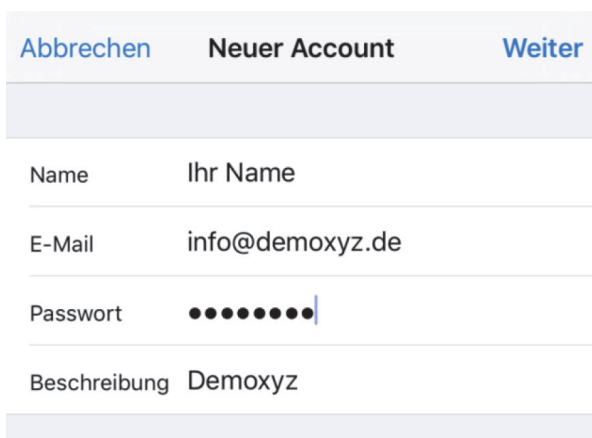 Abbrechen Neuer Account Weiter
Name Ihr Name
E-Mail info@demoxyz.de
Passwort ●●●●●●●●
Beschreibung Demoxyz